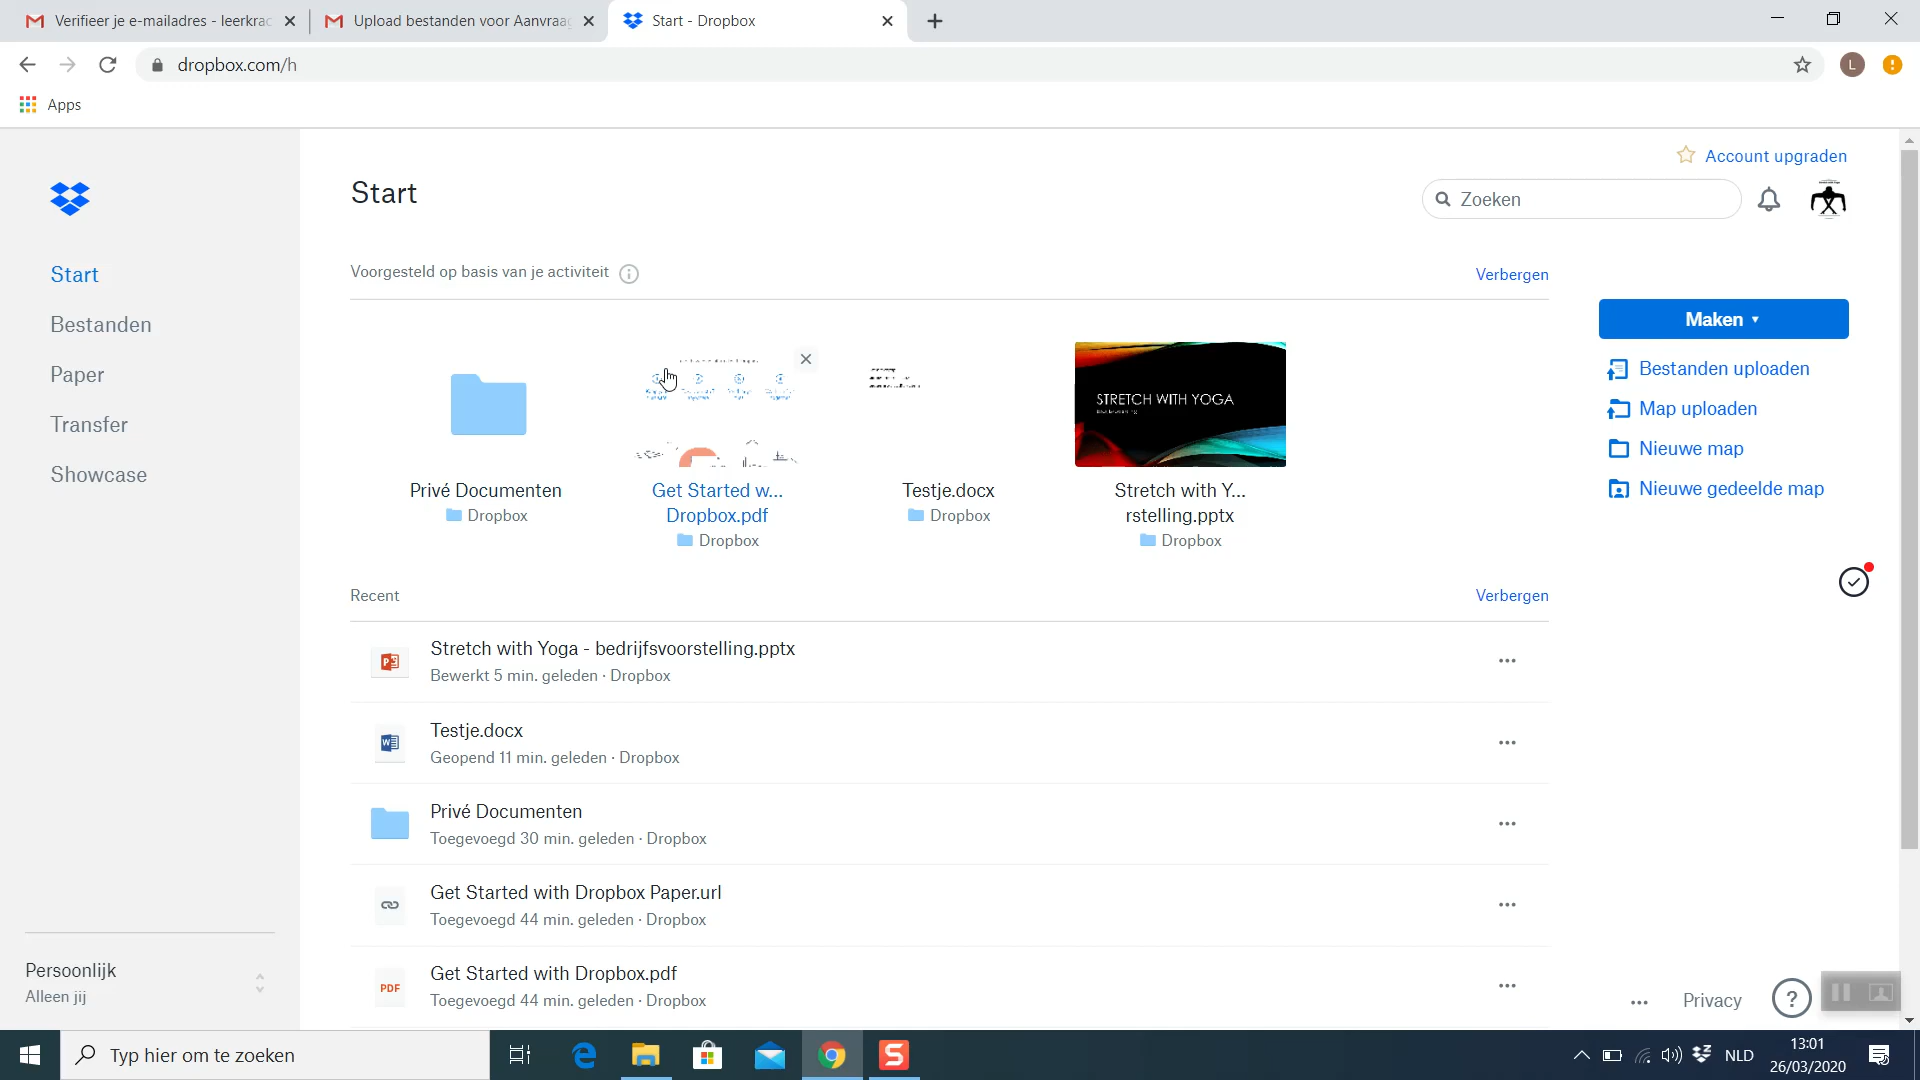 Verifieer je e-mailadres - leerkrac
Upload bestanden voor Aanvraag
Start - Dropbox
dropbox.com/h
L
Apps
Account upgraden
Start
Zoeken
Start
Bestanden
Paper
Transfer
Showcase
Voorgesteld op basis van je activiteit
Verbergen
STRETCH WITH YOGA
Privé Documenten
Dropbox
Get Started w...
Dropbox.pdf
Dropbox
Testje.docx
Dropbox
Stretch with Y...
rstelling.pptx
Dropbox
Maken
Bestanden uploaden
Map uploaden
Nieuwe map
Nieuwe gedeelde map
Recent
Verbergen
Stretch with Yoga - bedrijfsvoorstelling.pptx
Bewerkt 5 min. geleden · Dropbox
Testje.docx
Geopend 11 min. geleden · Dropbox
Privé Documenten
Toegevoegd 30 min. geleden · Dropbox
Get Started with Dropbox Paper.url
Toegevoegd 44 min. geleden · Dropbox
PDF
Get Started with Dropbox.pdf
Toegevoegd 44 min. geleden · Dropbox
Persoonlijk
Alleen jij
Privacy
?
Typ hier om te zoeken
NLD
13:01
26/03/2020